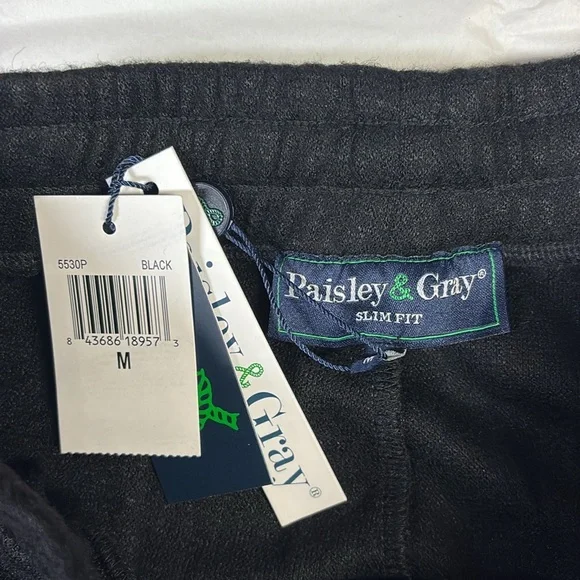 5530P BLACK
8 43686 18957 3
M
Paisley & Gray®
Paisley & Gray®
SLIM FIT